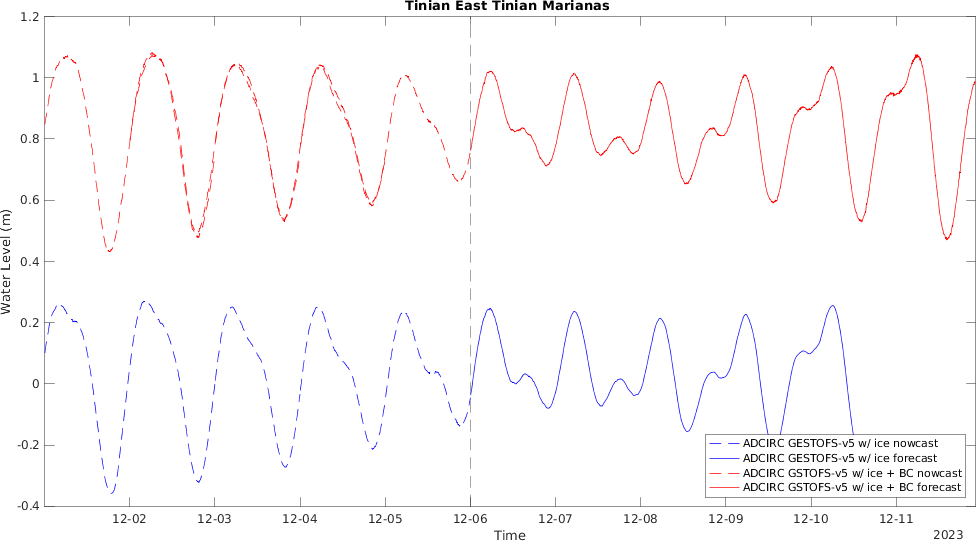 Tinian East Tinian Marianas
1.2
1
0.8
0.6
0.4
0.2
0
-0.2
-0.4
Water Level (m)
12-02 12-03 12-04 12-05 12-06 12-07 12-08 12-09 12-10 12-11
Time
2023
ADCIRC GESTOFS-v5 w/ ice nowcast
ADCIRC GESTOFS-v5 w/ ice forecast
ADCIRC GSTOFS-v5 w/ ice + BC nowcast
ADCIRC GSTOFS-v5 w/ ice + BC forecast